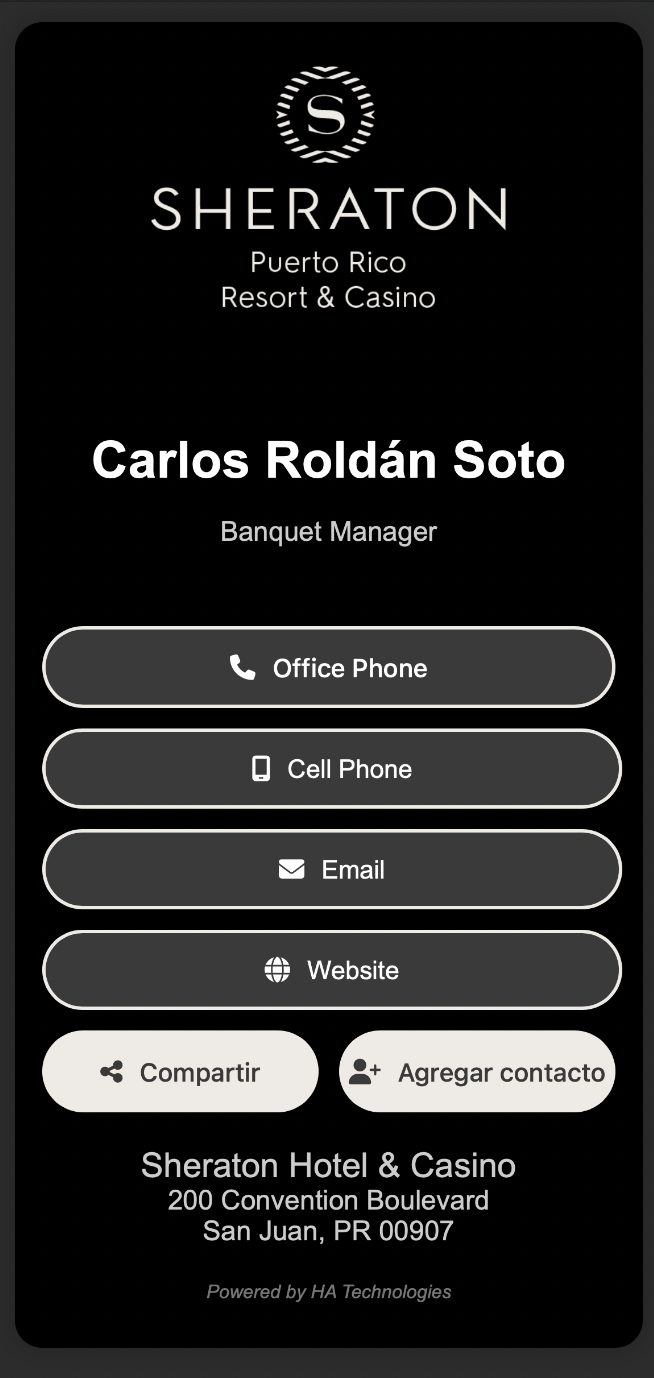 S
SHERATON
Puerto Rico
Resort & Casino
Carlos Roldán Soto
Banquet Manager
Office Phone
Cell Phone
Email
Website
Compartir
Agregar contacto
Sheraton Hotel & Casino
200 Convention Boulevard
San Juan, PR 00907
Powered by HA Technologies